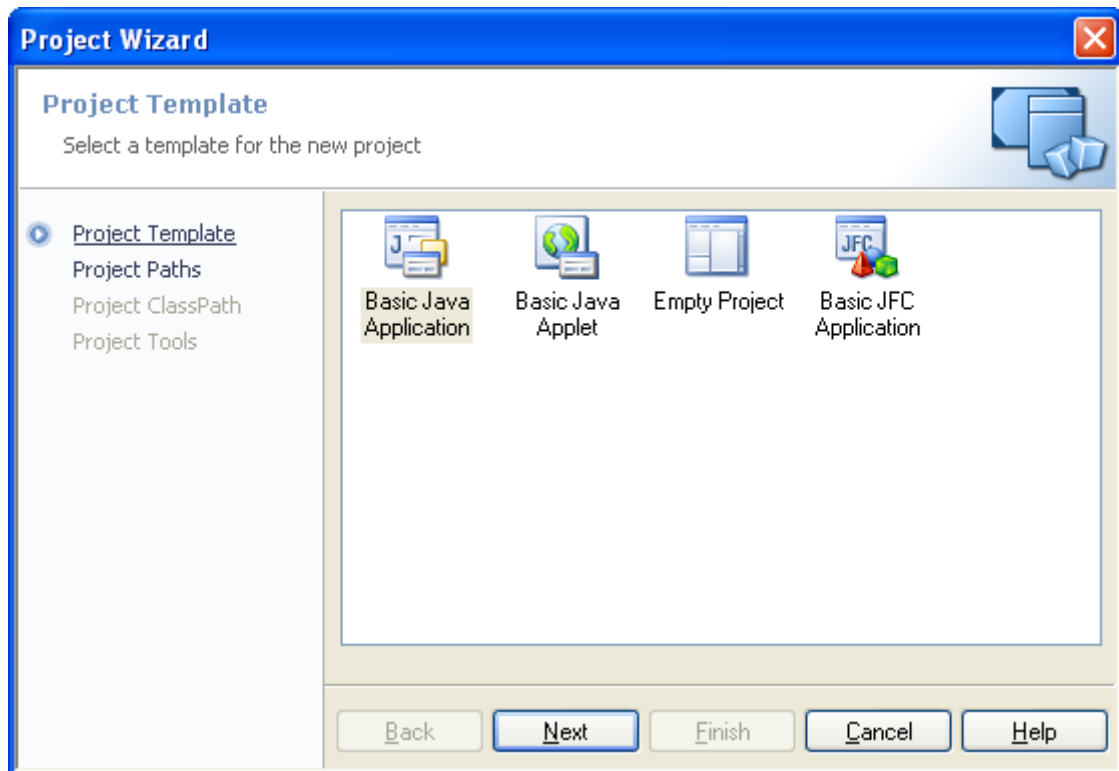 Project Wizard
Project Template
Select a template for the new project
Project Template
Project Paths
Project ClassPath
Project Tools
J
JFC
Basic Java
Application
Basic Java
Applet
Empty Project
Basic JFC
Application
Back
Next
Finish
Cancel
Help